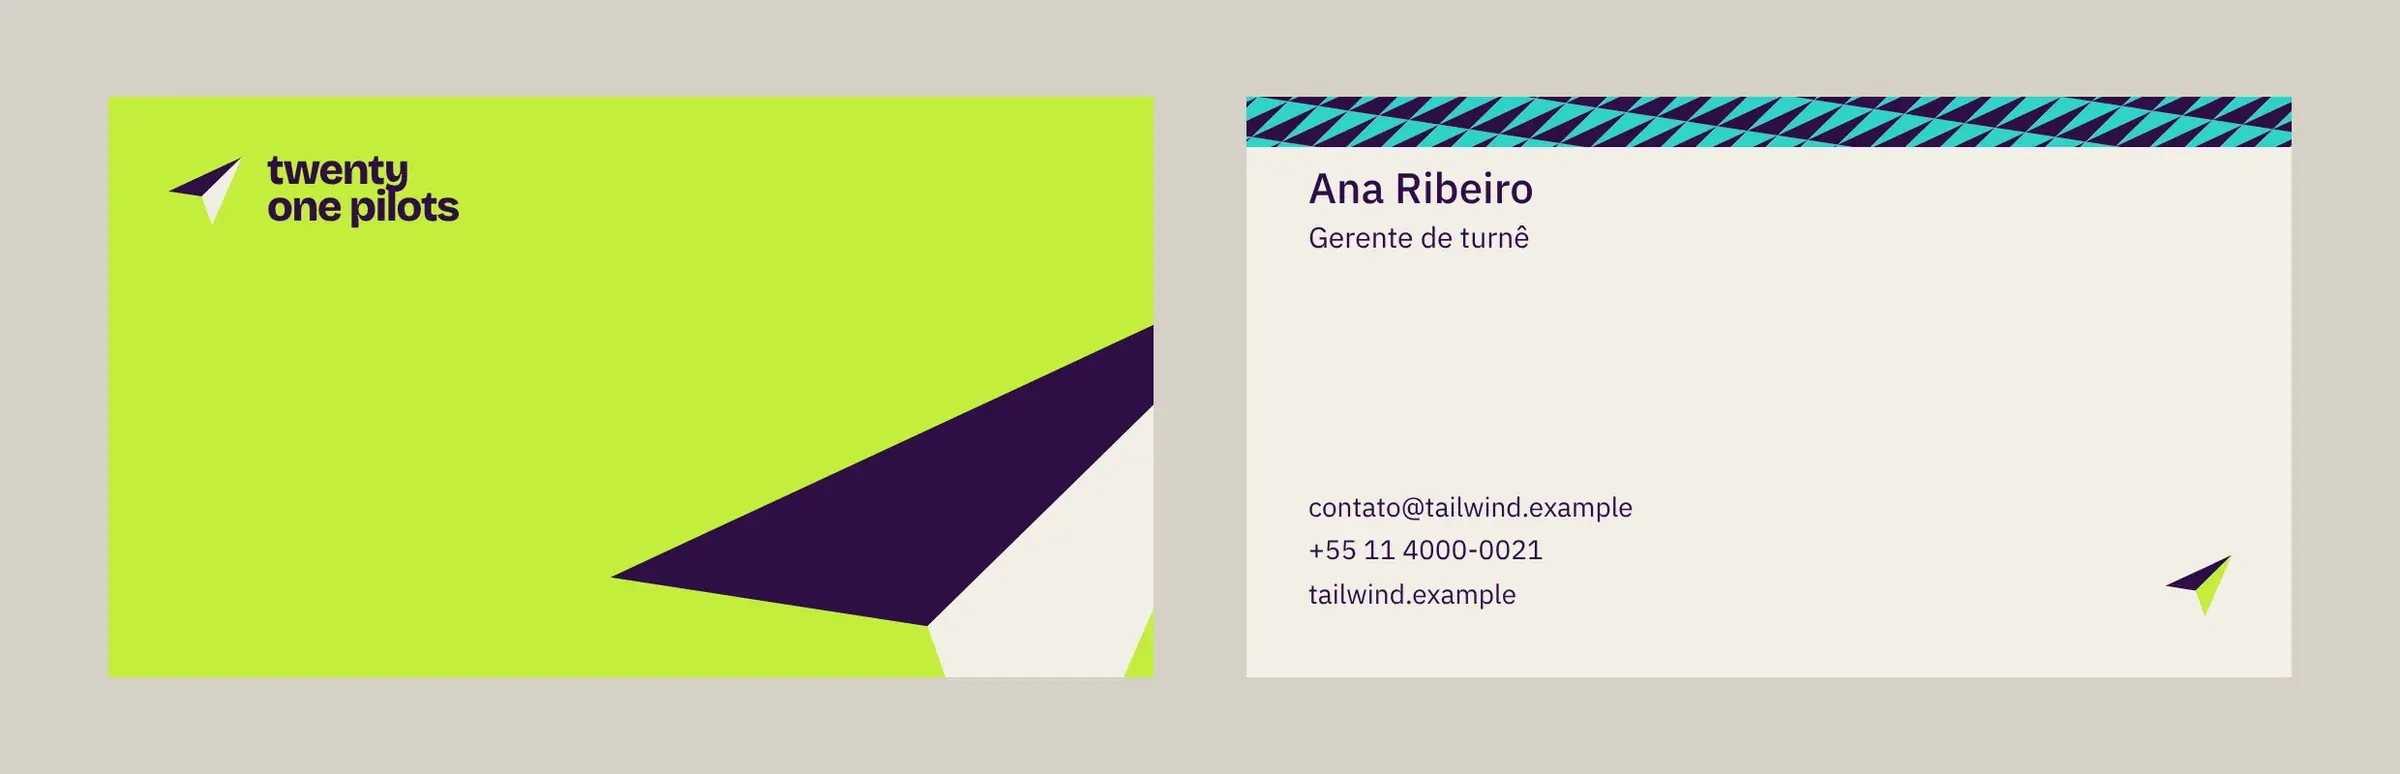 twenty
one pilots
Ana Ribeiro
Gerente de turnê
contato@tailwind.example
+55 11 4000-0021
tailwind.example